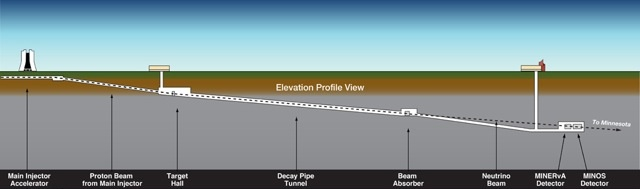 Elevation Profile View
To Minnesota
Main Injector
Accelerator
Proton Beam
from Main Injector
Target
Hall
Decay Pipe
Tunnel
Beam
Absorber
Neutrino
Beam
MINERvA
Detector
MINOS
Detector